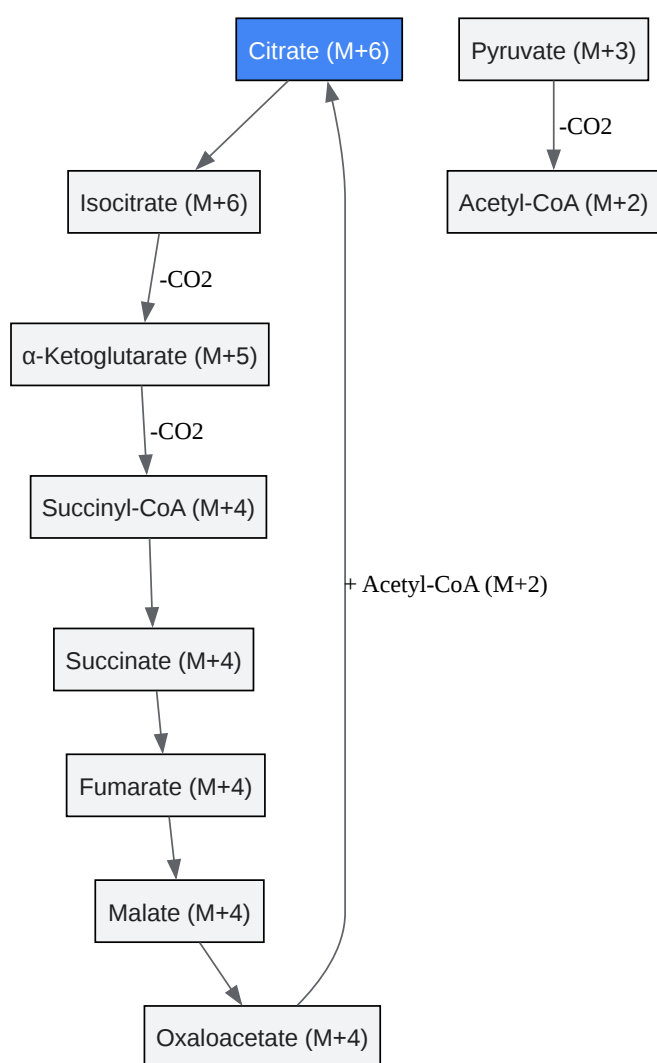 Citrate (M+6)
Pyruvate (M+3)
-CO2
Isocitrate (M+6)
Acetyl-CoA (M+2)
-CO2
α-Ketoglutarate (M+5)
-CO2
Succinyl-CoA (M+4)
+ Acetyl-CoA (M+2)
Succinate (M+4)
Fumarate (M+4)
Malate (M+4)
Oxaloacetate (M+4)